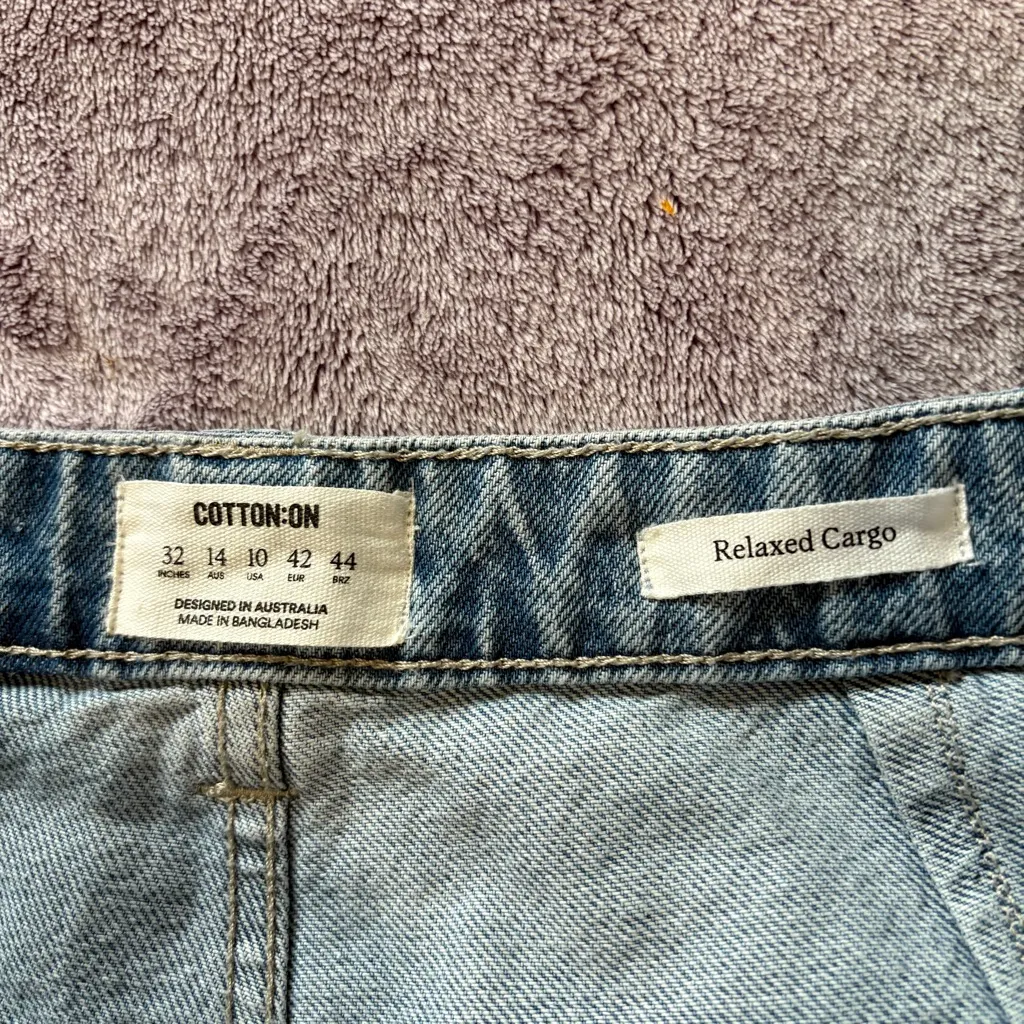 COTTON:ON
32 14 10 42 44
INCHES AUS USA EUR BRZ
DESIGNED IN AUSTRALIA
MADE IN BANGLADESH
Relaxed Cargo